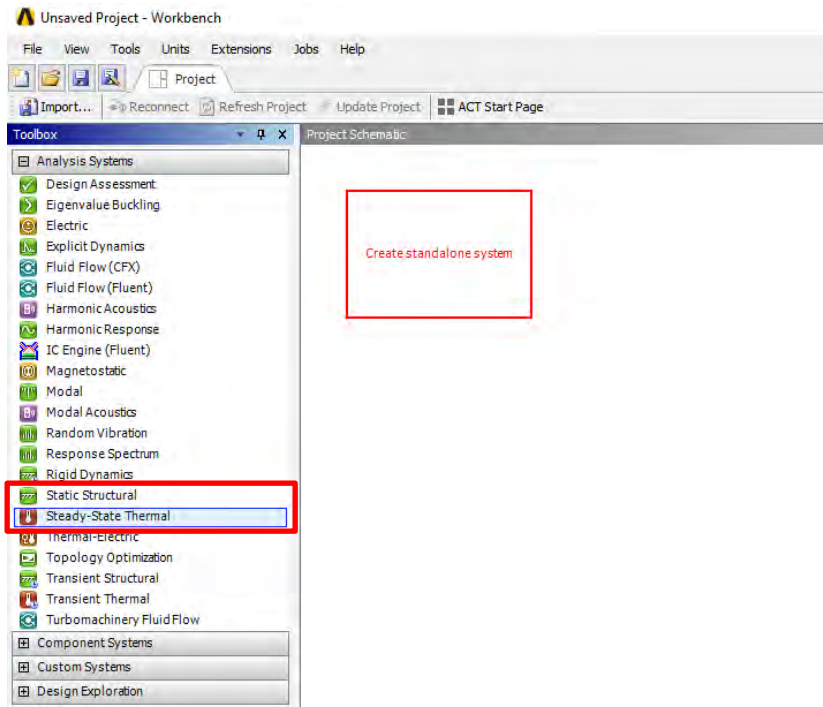 Unsaved Project - Workbench
File View Tools Units Extensions Jobs Help
Project
Import... Reconnect Refresh Project Update Project ACT Start Page
Toolbox
Project Schematic
Analysis Systems
Design Assessment
Eigenvalue Buckling
Electric
Explicit Dynamics
Fluid Flow (CFX)
Fluid Flow (Fluent)
Harmonic Acoustics
Harmonic Response
IC Engine (Fluent)
Magnetostatic
Modal
Modal Acoustics
Random Vibration
Response Spectrum
Rigid Dynamics
Static Structural
Steady-State Thermal
Thermal-Electric
Topology Optimization
Transient Structural
Transient Thermal
Turbomachinery Fluid Flow
Component Systems
Custom Systems
Design Exploration
Create standalone system